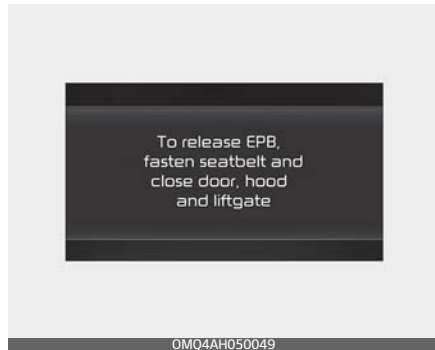 To release EPB,
fasten seatbelt and
close door, hood
and liftgate
OMQ4AH050049